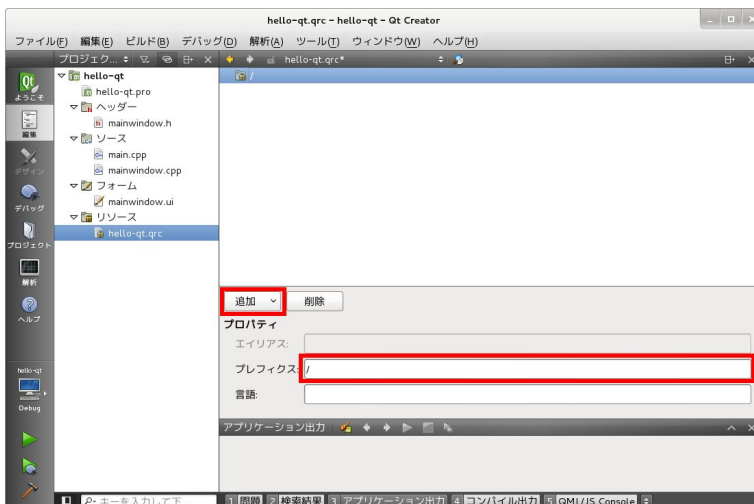 hello-qt.qrc - hello-qt - Qt Creator
ファイル(F) 編集(E) ビルド(B) デバッグ(D) 解析(A) ツール(T) ウィンドウ(W) ヘルプ(H)
プロジェク... hello-qt.qrc*
ようこそ
編集
デザイン
デバッグ
プロジェクト
解析
ヘルプ
hello-qt
Debug
hello-qt
hello-qt.pro
ヘッダー
mainwindow.h
ソース
main.cpp
mainwindow.cpp
フォーム
mainwindow.ui
リソース
hello-qt.qrc
/
追加 削除
プロパティ
エイリアス:
プレフィクス: /
言語:
アプリケーション出力
キーを入力して下 1 問題 2 検索結果 3 アプリケーション出力 4 コンパイル出力 5 QML/JS Console